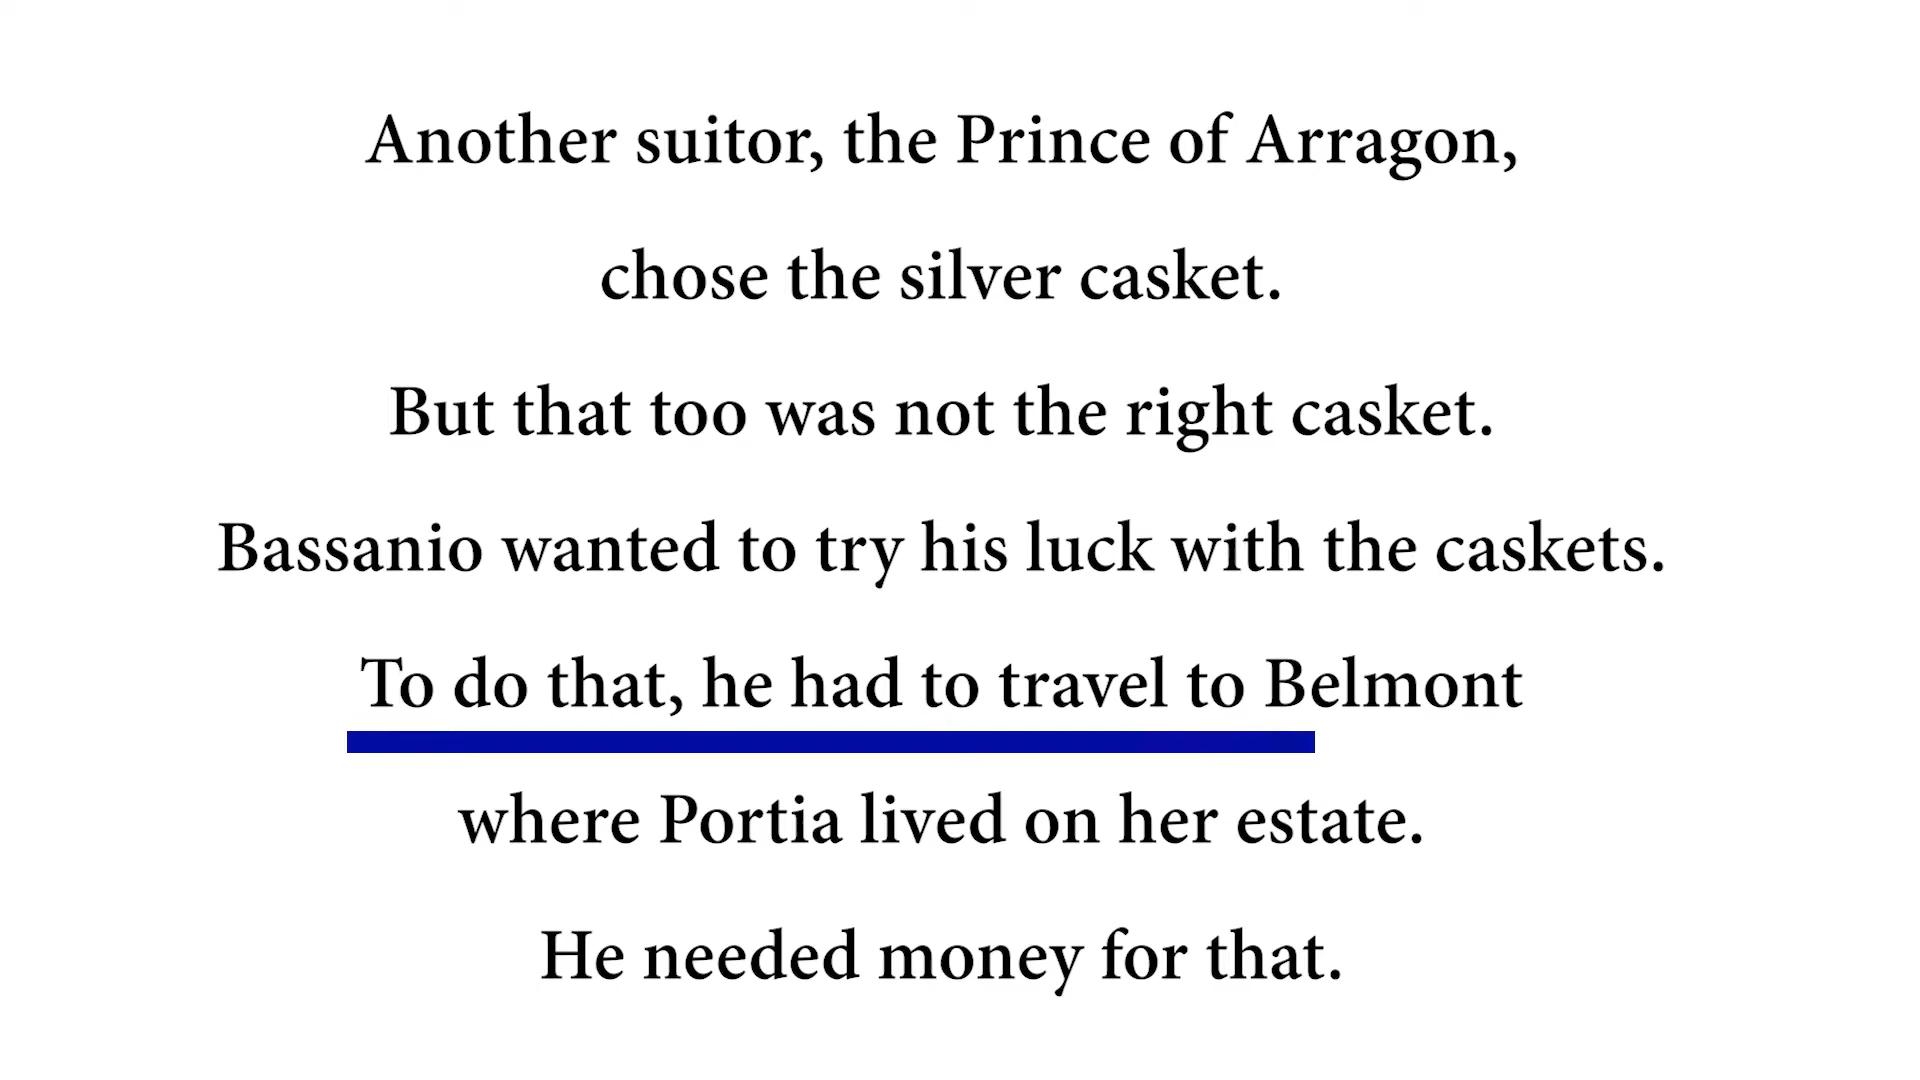 Another suitor, the Prince of Arragon,
chose the silver casket.
But that too was not the right casket.
Bassanio wanted to try his luck with the caskets.
To do that, he had to travel to Belmont
where Portia lived on her estate.
He needed money for that.